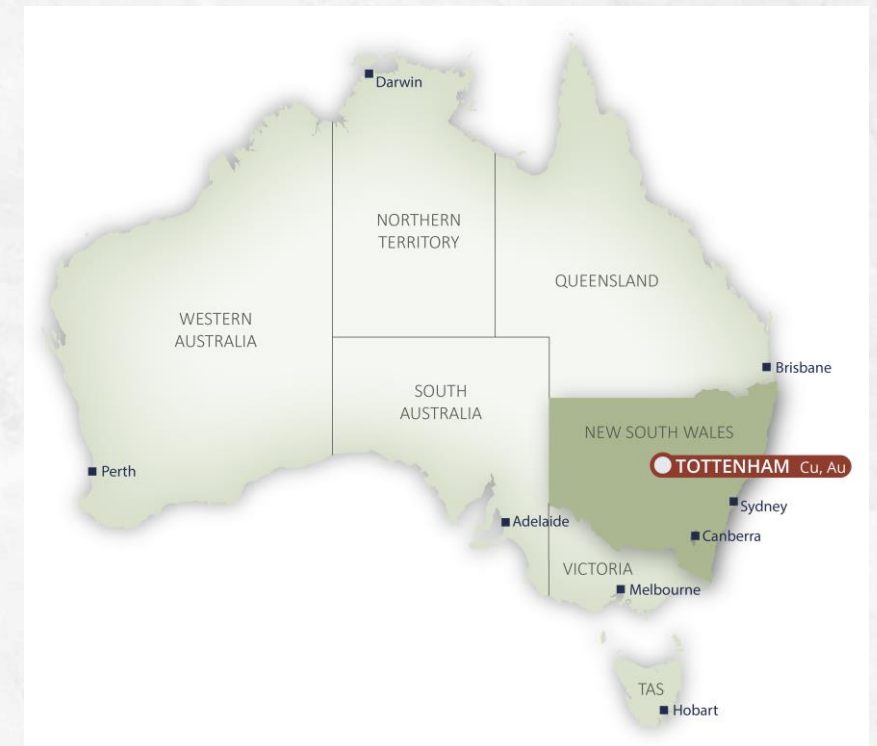 Darwin
NORTHERN
TERRITORY
QUEENSLAND
WESTERN
AUSTRALIA
Brisbane
SOUTH
AUSTRALIA
NEW SOUTH WALES
TOTTENHAM Cu, Au
Perth
Sydney
Adelaide
Canberra
VICTORIA
Melbourne
TAS
Hobart